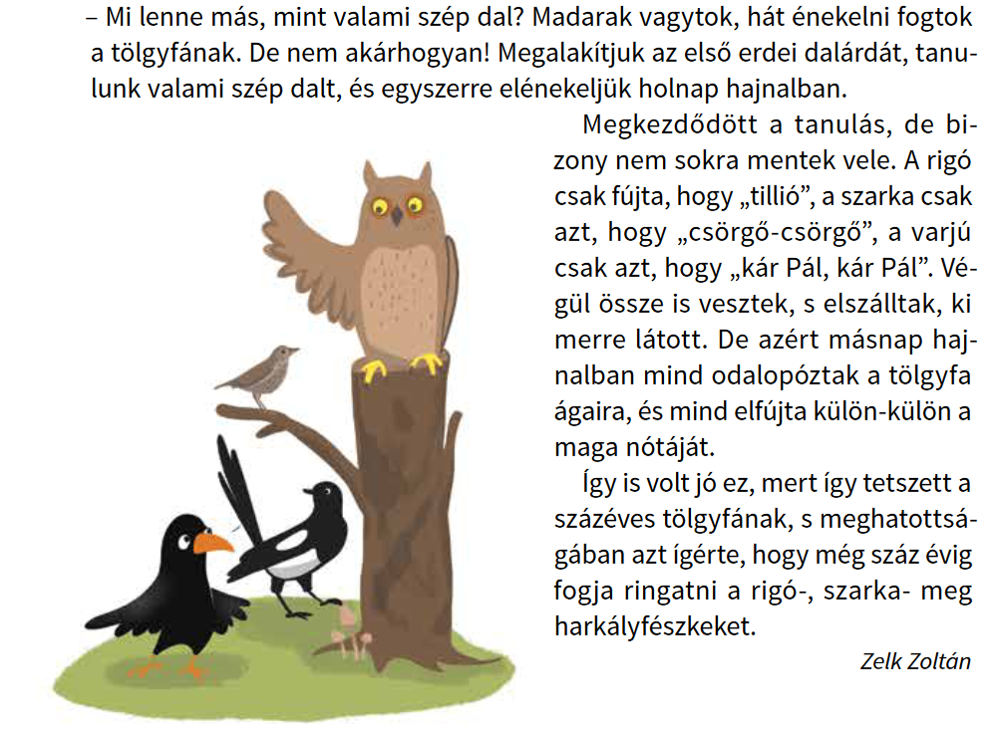 – Mi lenne más, mint valami szép dal? Madarak vagytok, hát énekelni fogtok
a tölgyfának. De nem akárhogyan! Megalakítjuk az első erdei dalárdát, tanu-
lunk valami szép dalt, és egyszerre elénekeljük holnap hajnalban.
Megkezdődött a tanulás, de bi-
zony nem sokra mentek vele. A rigó
csak fújta, hogy „tillió”, a szarka csak
azt, hogy „csörgő-csörgő”, a varjú
csak azt, hogy „kár Pál, kár Pál”. Vé-
gül össze is vesztek, s elszálltak, ki
merre látott. De azért másnap haj-
nalban mind odalopóztak a tölgyfa
ágaira, és mind elfújta külön-külön a
maga nótáját.
Így is volt jó ez, mert így tetszett a
százéves tölgyfának, s meghatottsá-
gában azt ígérte, hogy még száz évig
fogja ringatni a rigó-, szarka- meg
harkályfészkeket.
Zelk Zoltán